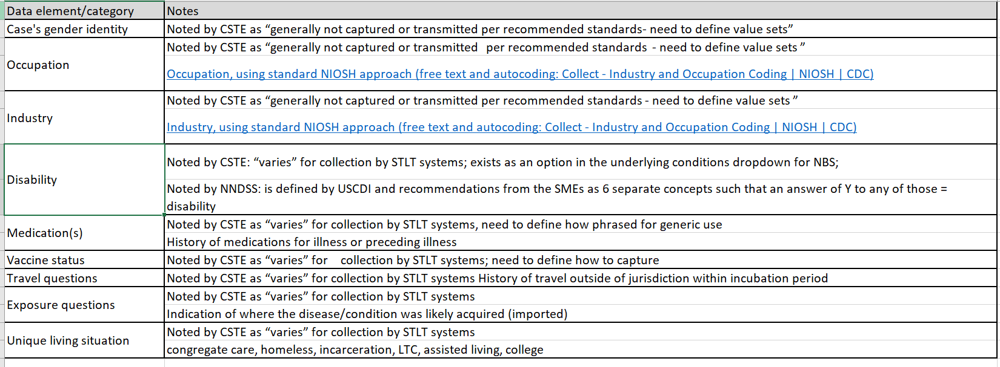 Data element/category Notes
Case's gender identity Noted by CSTE as “generally not captured or transmitted per recommended standards- need to define value sets”
Occupation Noted by CSTE as “generally not captured or transmitted per recommended standards - need to define value sets ”
Occupation, using standard NIOSH approach (free text and autocoding: Collect - Industry and Occupation Coding | NIOSH | CDC)
Industry Noted by CSTE as “generally not captured or transmitted per recommended standards - need to define value sets ”
Industry, using standard NIOSH approach (free text and autocoding: Collect - Industry and Occupation Coding | NIOSH | CDC)
Disability Noted by CSTE: “varies” for collection by STLT systems; exists as an option in the underlying conditions dropdown for NBS;
Noted by NNDSS: is defined by USCDI and recommendations from the SMEs as 6 separate concepts such that an answer of Y to any of those =
disability
Medication(s) Noted by CSTE as “varies” for collection by STLT systems, need to define how phrased for generic use
History of medications for illness or preceding illness
Vaccine status Noted by CSTE as “varies” for collection by STLT systems; need to define how to capture
Travel questions Noted by CSTE as “varies” for collection by STLT systems History of travel outside of jurisdiction within incubation period
Exposure questions Noted by CSTE as “varies” for collection by STLT systems
Indication of where the disease/condition was likely acquired (imported)
Unique living situation Noted by CSTE as “varies” for collection by STLT systems
congregate care, homeless, incarceration, LTC, assisted living, college